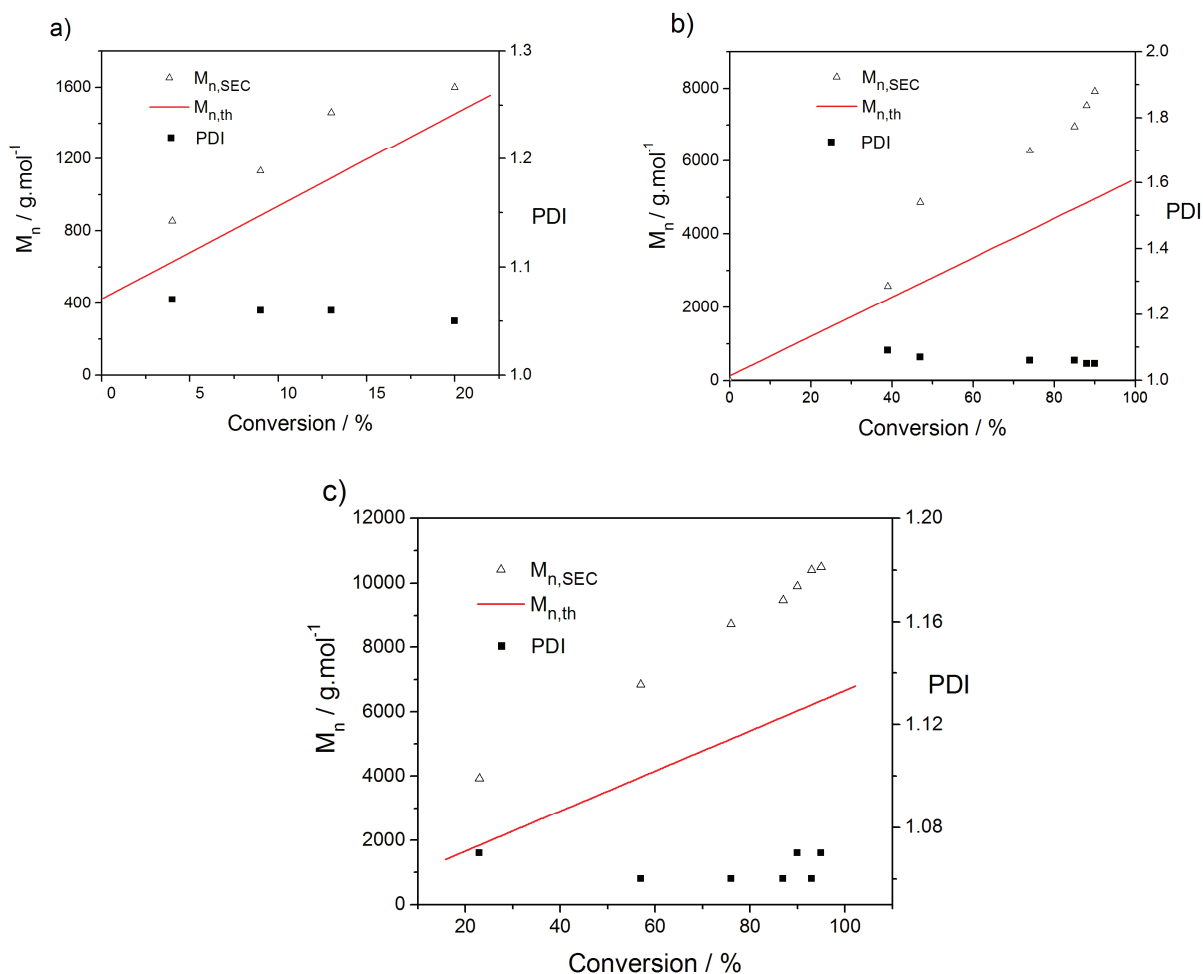 a)
1.3
1600
1200
800
400
0
M_n,SEC
M_n,th
PDI
1.2
1.1
1.0
M_n / g.mol^-1
PDI
0 5 10 15 20
Conversion / %
b)
2.0
8000
6000
4000
2000
0
M_n,SEC
M_n,th
PDI
1.8
1.6
1.4
1.2
1.0
M_n / g.mol^-1
PDI
0 20 40 60 80 100
Conversion / %
c)
12000
10000
8000
6000
4000
2000
0
M_n,SEC
M_n,th
PDI
1.20
1.16
1.12
1.08
M_n / g.mol^-1
PDI
20 40 60 80 100
Conversion / %